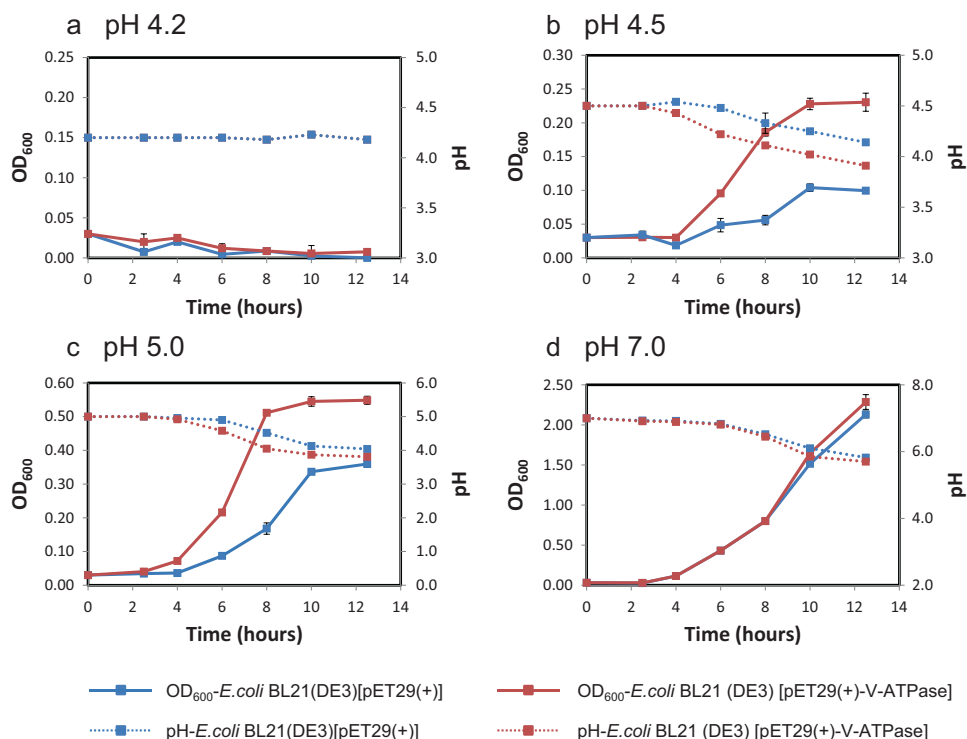 a pH 4.2
0.25
0.20
0.15
0.10
0.05
0.00
OD600
5.0
4.5
4.0
3.5
3.0
pH
0 2 4 6 8 10 12 14
Time (hours)
b pH 4.5
0.30
0.25
0.20
0.15
0.10
0.05
0.00
OD600
5.0
4.5
4.0
3.5
3.0
pH
0 2 4 6 8 10 12 14
Time (hours)
c pH 5.0
0.60
0.50
0.40
0.30
0.20
0.10
0.00
OD600
6.0
5.0
4.0
3.0
2.0
1.0
0.0
pH
0 2 4 6 8 10 12 14
Time (hours)
d pH 7.0
2.50
2.00
1.50
1.00
0.50
0.00
OD600
8.0
6.0
4.0
2.0
pH
0 2 4 6 8 10 12 14
Time (hours)
OD600-E.coli BL21(DE3)[pET29(+)]
OD600-E.coli BL21 (DE3) [pET29(+)-V-ATPase]
pH-E.coli BL21(DE3)[pET29(+)]
pH-E.coli BL21 (DE3) [pET29(+)-V-ATPase]